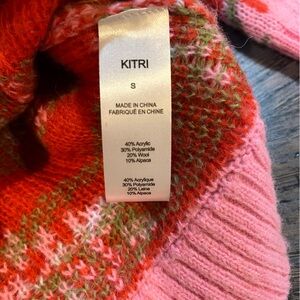 KITRI
S
MADE IN CHINA
FABRIQUÉ EN CHINE
40% Acrylic
30% Polyamide
20% Wool
10% Alpaca
40% Acrylique
30% Polyamide
20% Laine
10% Alpaca